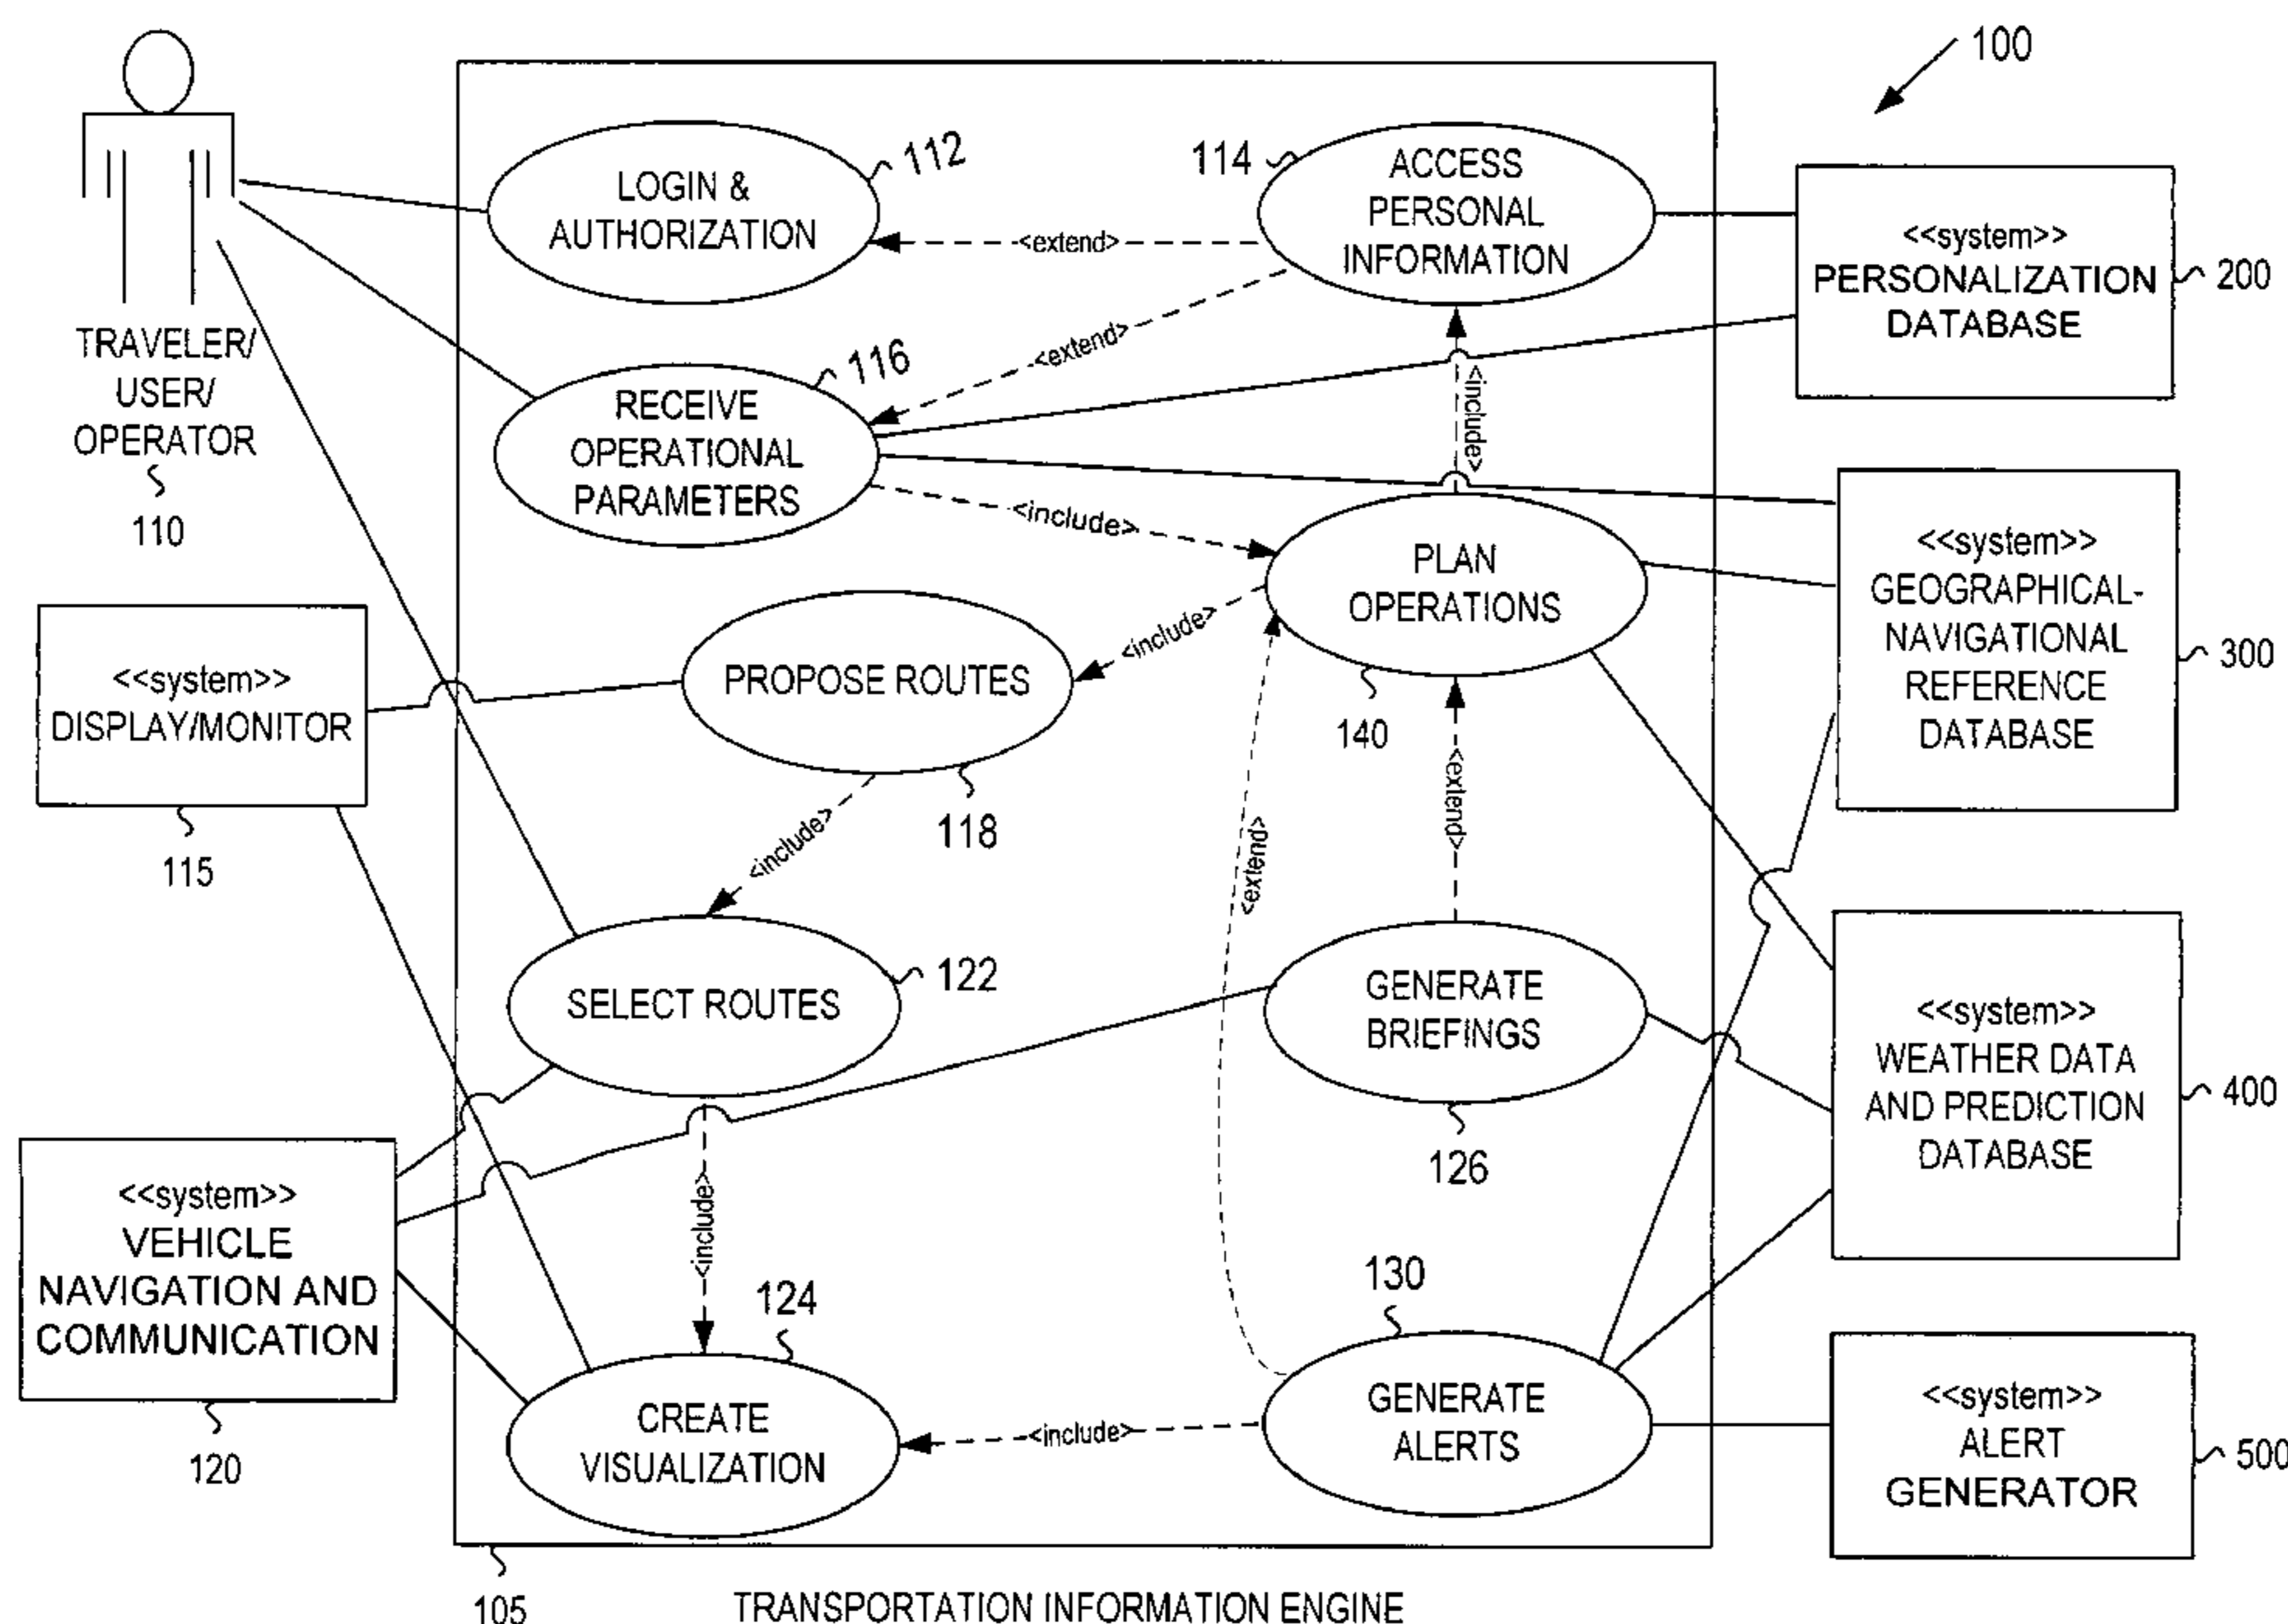 100
TRAVELER/
USER/
OPERATOR
110
LOGIN &
AUTHORIZATION
112
<extend>
114
ACCESS
PERSONAL
INFORMATION
<<system>>
PERSONALIZATION
DATABASE
200
<extend>
116
RECEIVE
OPERATIONAL
PARAMETERS
<include>
<include>
PLAN
OPERATIONS
140
<<system>>
GEOGRAPHICAL-
NAVIGATIONAL
REFERENCE
DATABASE
300
<<system>>
DISPLAY/MONITOR
115
PROPOSE ROUTES
118
<include>
<include>
<extend>
<extend>
SELECT ROUTES
122
GENERATE
BRIEFINGS
126
<<system>>
WEATHER DATA
AND PREDICTION
DATABASE
400
<<system>>
VEHICLE
NAVIGATION AND
COMMUNICATION
120
<include>
124
CREATE
VISUALIZATION
<include>
130
GENERATE
ALERTS
<<system>>
ALERT
GENERATOR
500
105
TRANSPORTATION INFORMATION ENGINE